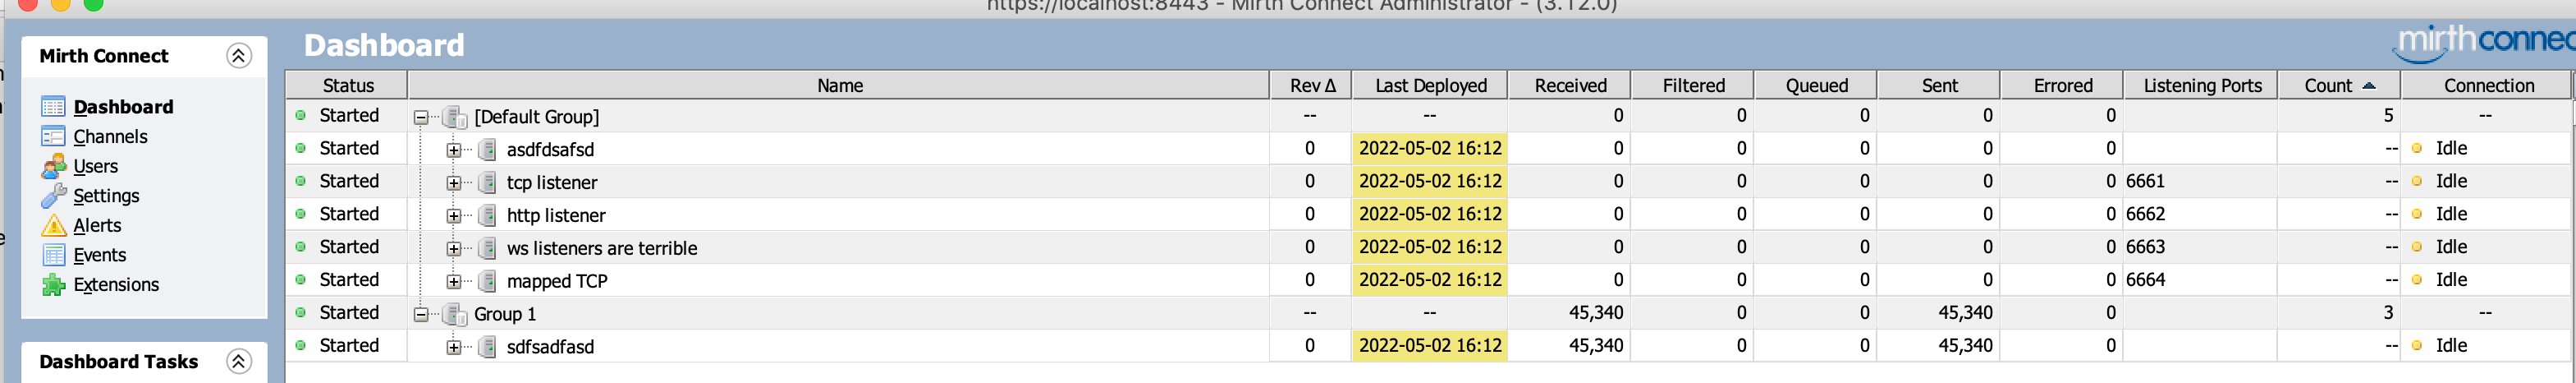 https://localhost:8443 - Mirth Connect Administrator - (3.12.0)
Mirth Connect
Dashboard
Channels
Users
Settings
Alerts
Events
Extensions
Dashboard Tasks
Dashboard
mirth connec
Status Name Rev Δ Last Deployed Received Filtered Queued Sent Errored Listening Ports Count Connection
Started [Default Group] -- -- 0 0 0 0 0 5 --
Started asdfdsafsd 0 2022-05-02 16:12 0 0 0 0 0 -- Idle
Started tcp listener 0 2022-05-02 16:12 0 0 0 0 0 6661 -- Idle
Started http listener 0 2022-05-02 16:12 0 0 0 0 0 6662 -- Idle
Started ws listeners are terrible 0 2022-05-02 16:12 0 0 0 0 0 6663 -- Idle
Started mapped TCP 0 2022-05-02 16:12 0 0 0 0 0 6664 -- Idle
Started Group 1 -- -- 45,340 0 0 45,340 0 3 --
Started sdfsadfasd 0 2022-05-02 16:12 45,340 0 0 45,340 0 -- Idle